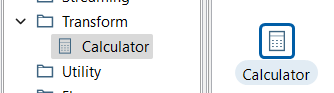 Streaming
Transform
Calculator
Utility
Calculator